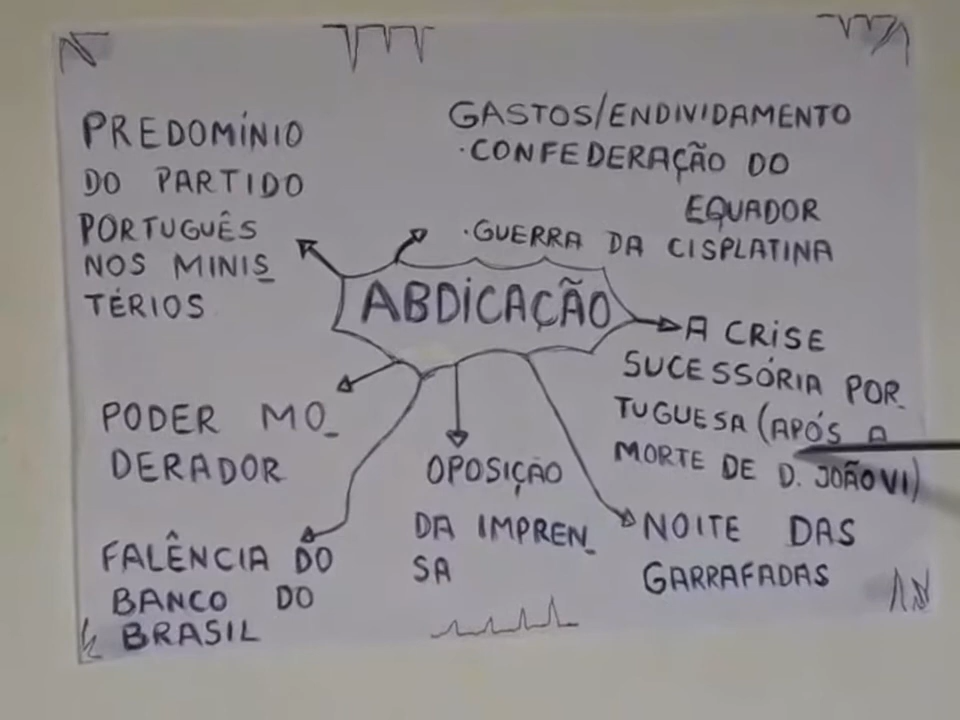 PREDOMÍNIO
DO PARTIDO
PORTUGUÊS
NOS MINIS_
TÉRIOS
GASTOS/ENDIVIDAMENTO
·CONFEDERAÇÃO DO
EQUADOR
·GUERRA DA CISPLATINA
ABDICAÇÃO
A CRISE
SUCESSÓRIA POR_
TUGUESA (APÓS A
MORTE DE D. JOÃO VI)
PODER MO_
DERADOR
OPOSIÇÃO
DA IMPREN_
SA
NOITE DAS
GARRAFADAS
FALÊNCIA DO
BANCO DO
BRASIL